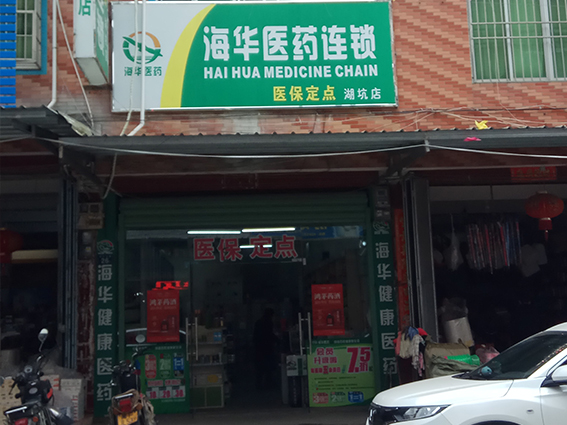 店
海华医药连锁
HAI HUA MEDICINE CHAIN
海华医药
医保定点 湖坑店
医保定点
海华健康医药
海华健康医药
7.5